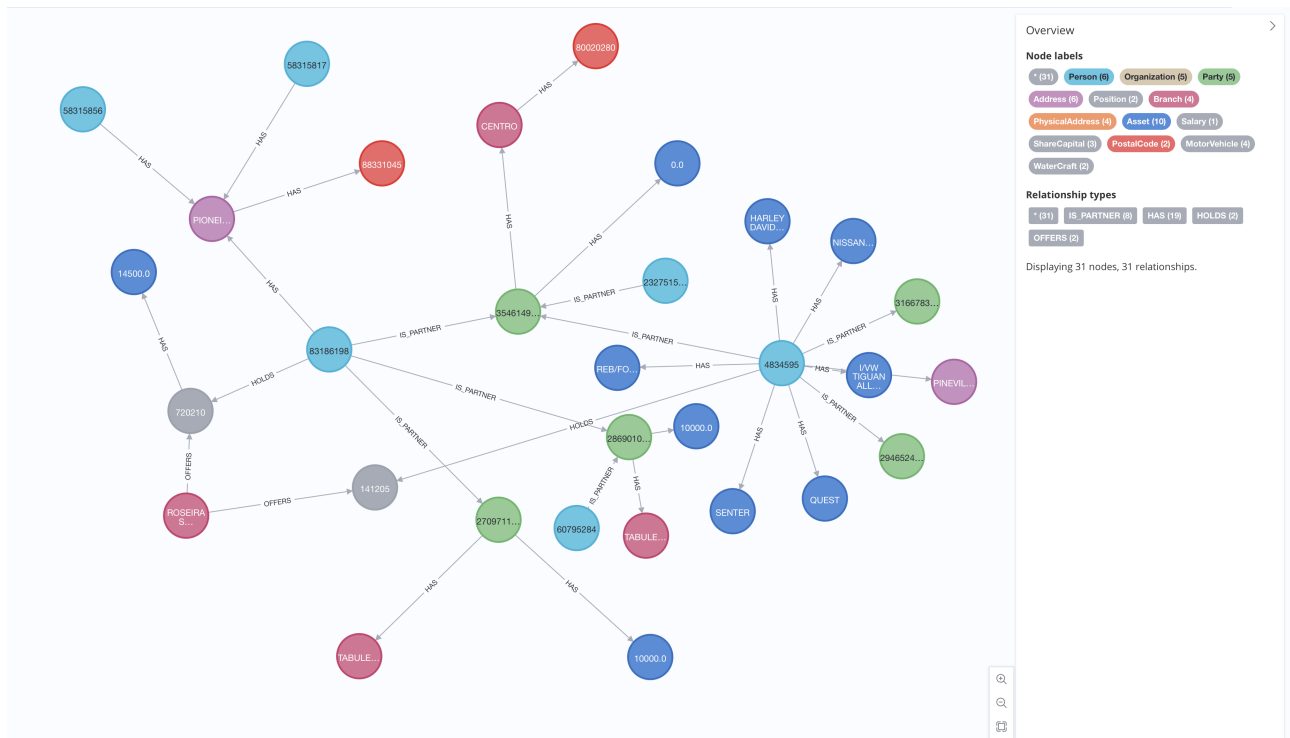 58315817
80020280
58315856
HAS
CENTRO
HAS
HAS
88331045
0.0
HAS
PIONEI...
HARLEY
DAVID...
NISSAN...
HAS
HAS
14500.0
2327515...
HAS
IS_PARTNER
3546149...
HAS
HAS
3166783...
IS_PARTNER
IS_PARTNER
IS_PARTNER
HAS
83186198
4834595
REB/FO...
HAS
HAS
I/VW
TIGUAN
ALL...
PINEVIL...
HOLDS
IS_PARTNER
IS_PARTNER
720210
HOLDS
10000.0
IS_PARTNER
2869010...
HAS
HAS
2946524...
OFFERS
IS_PARTNER
HAS
141205
OFFERS
QUEST
ROSEIRA
S...
SENTER
2709711...
60795284
TABULE...
HAS
HAS
TABULE...
10000.0
Overview
Node labels
* (31) Person (6) Organization (5) Party (5)
Address (6) Position (2) Branch (4)
PhysicalAddress (4) Asset (10) Salary (1)
ShareCapital (3) PostalCode (2) MotorVehicle (4)
WaterCraft (2)
Relationship types
* (31) IS_PARTNER (8) HAS (19) HOLDS (2)
OFFERS (2)
Displaying 31 nodes, 31 relationships.